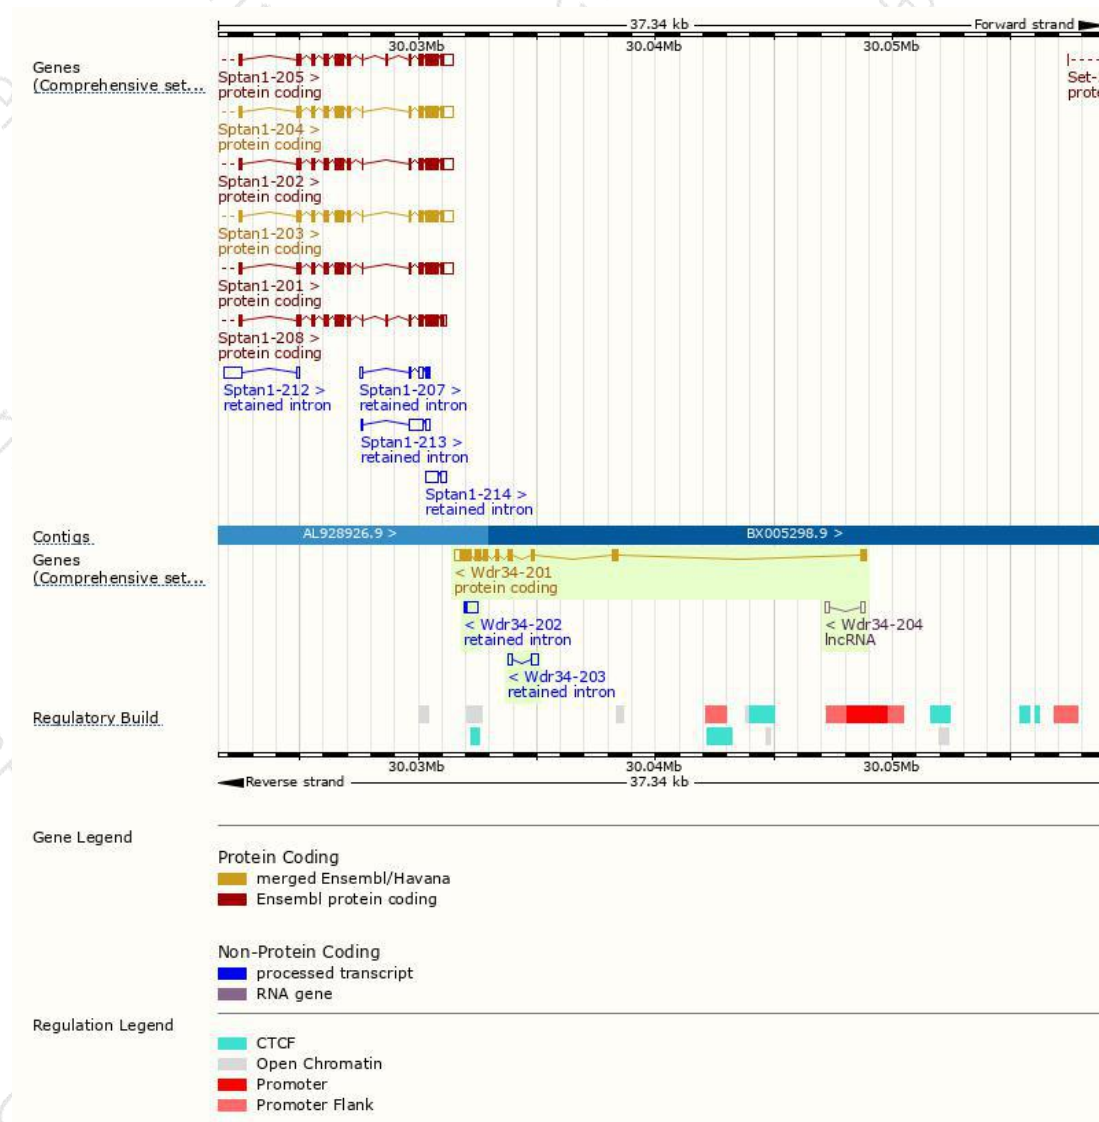 37.34 kb Forward strand
30.03Mb 30.04Mb 30.05Mb
Genes
(Comprehensive set...
Sptan1-205 >
protein coding
Set-
prote
Sptan1-204 >
protein coding
Sptan1-202 >
protein coding
Sptan1-203 >
protein coding
Sptan1-201 >
protein coding
Sptan1-208 >
protein coding
Sptan1-212 > Sptan1-207 >
retained intron retained intron
Sptan1-213 >
retained intron
Sptan1-214 >
retained intron
Contigs AL928926.9 > BX005298.9 >
Genes
(Comprehensive set...
< Wdr34-201
protein coding
< Wdr34-202 < Wdr34-204
retained intron lncRNA
< Wdr34-203
retained intron
Regulatory Build
30.03Mb 30.04Mb 30.05Mb
Reverse strand 37.34 kb
Gene Legend
Protein Coding
merged Ensembl/Havana
Ensembl protein coding
Non-Protein Coding
processed transcript
RNA gene
Regulation Legend
CTCF
Open Chromatin
Promoter
Promoter Flank